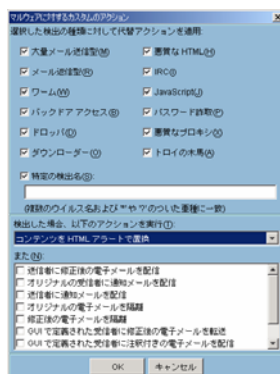 マルウェアに対するカスタムのアクション
選択した検出の種類に対して代替アクションを適用:
大量メール送信型(M)
悪質な HTML(H)
メール送信型(R)
IRC(I)
ワーム(W)
JavaScript(J)
バックドア アクセス(B)
パスワード詐取(P)
ドロッパ(D)
悪質なプロキシ(X)
ダウンローダー(O)
トロイの木馬(A)
特定の検出名(S):
(複数のウイルス名および '*' や '?' のついた亜種に一致)
検出した場合、以下のアクションを実行(T):
コンテンツを HTML アラートで置換
また(N):
送信者に修正後の電子メールを配信
オリジナルの受信者に通知メールを配信
送信者に通知メールを配信
オリジナルの電子メールを隔離
修正後の電子メールを隔離
GUI で定義された受信者に修正後の電子メールを転送
GUI で定義された受信者に注釈付きの電子メールを配信
OK
キャンセル